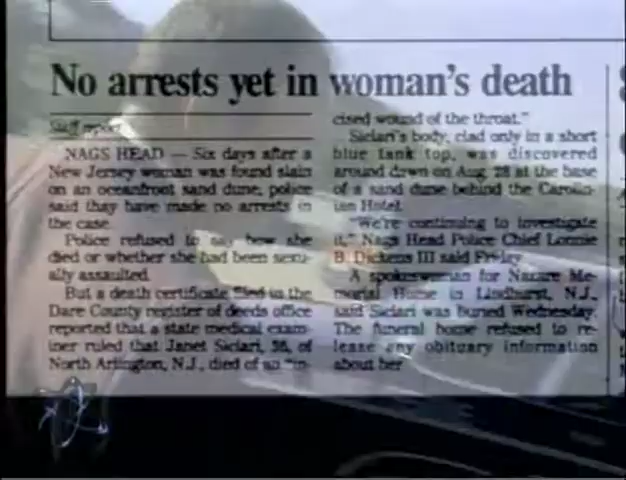 No arrests yet in woman's death
Staff report
NAGS HEAD — Six days after a
New Jersey woman was found slain
on an oceanfront sand dune, police
said they have made no arrests in
the case.
Police refused to say how she
died or whether she had been sexu-
ally assaulted.
But a death certificate filed in the
Dare County register of deeds office
reported that a state medical exam-
iner ruled that Janet Siclari, 35, of
North Arlington, N.J., died of an "in-
cised wound of the throat."
Siclari's body, clad only in a short
blue tank top, was discovered
around dawn on Aug. 28 at the base
of a sand dune behind the Carolin-
ian Hotel.
"We're continuing to investigate
it," Nags Head Police Chief Lonnie
B. Dickens III said Friday.
A spokeswoman for Nazare Me-
morial Home in Lindhurst, N.J.,
said Siclari was buried Wednesday.
The funeral home refused to re-
lease any obituary information
about her